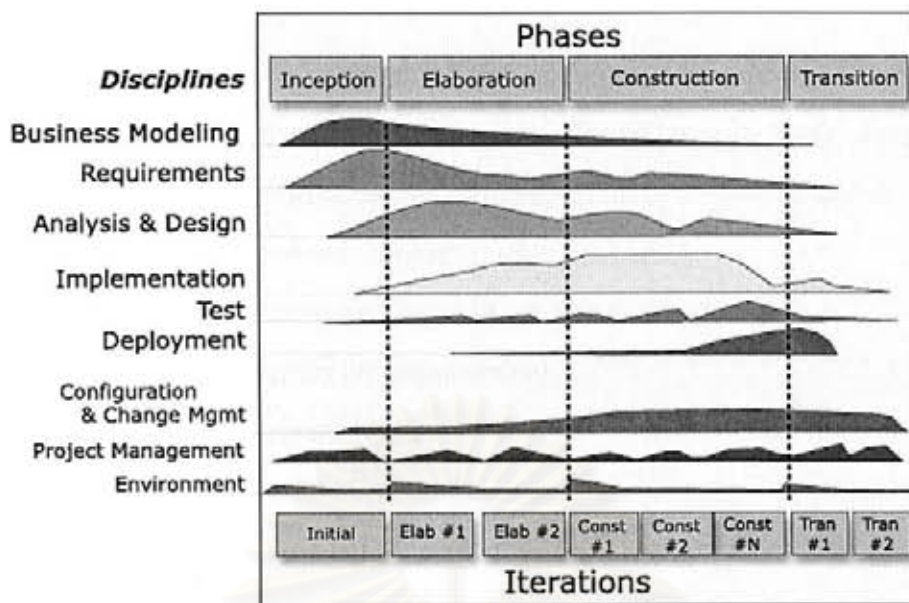 Phases
Disciplines
Inception Elaboration Construction Transition
Business Modeling
Requirements
Analysis & Design
Implementation
Test
Deployment
Configuration
& Change Mgmt
Project Management
Environment
Initial Elab #1 Elab #2 Const #1 Const #2 Const #N Tran #1 Tran #2
Iterations